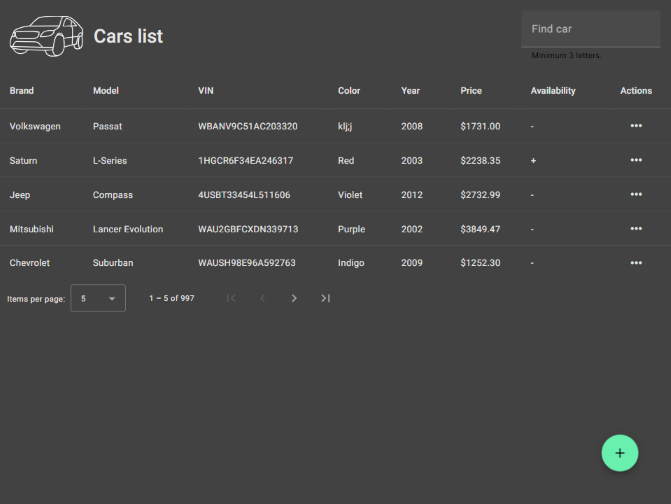 Cars list
Find car
Minimum 3 letters.
Brand Model VIN Color Year Price Availability Actions
Volkswagen Passat WBANV9C51AC203320 klj;j 2008 $1731.00 - •••
Saturn L-Series 1HGCR6F34EA246317 Red 2003 $2238.35 + •••
Jeep Compass 4USBT33454L511606 Violet 2012 $2732.99 - •••
Mitsubishi Lancer Evolution WAU2GBFCXDN339713 Purple 2002 $3849.47 - •••
Chevrolet Suburban WAUSH98E96A592763 Indigo 2009 $1252.30 - •••
Items per page: 5 1 – 5 of 997
+